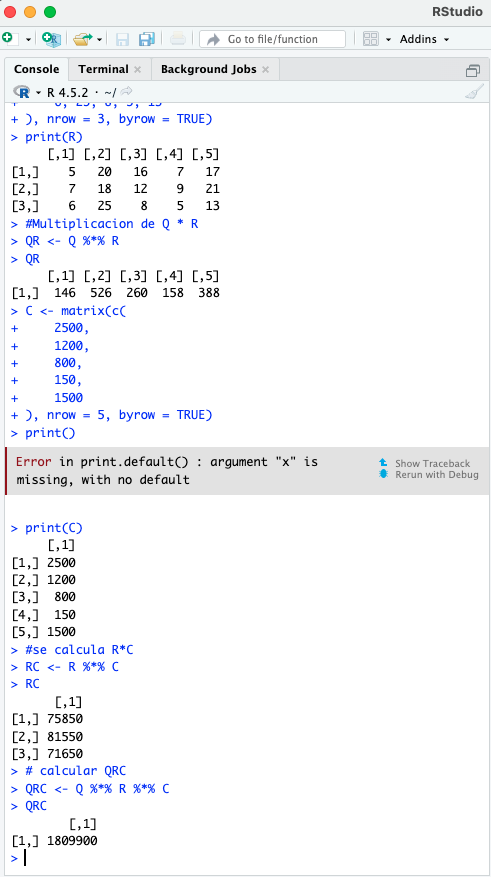 RStudio
Go to file/function
Addins
Console Terminal × Background Jobs ×
R R 4.5.2 · ~/
+ 6, 25, 8, 5, 13
+ ), nrow = 3, byrow = TRUE)
> print(R)
[,1] [,2] [,3] [,4] [,5]
[1,] 5 20 16 7 17
[2,] 7 18 12 9 21
[3,] 6 25 8 5 13
> #Multiplicacion de Q * R
> QR <- Q %*% R
> QR
[,1] [,2] [,3] [,4] [,5]
[1,] 146 526 260 158 388
> C <- matrix(c(
+ 2500,
+ 1200,
+ 800,
+ 150,
+ 1500
+ ), nrow = 5, byrow = TRUE)
> print()
Error in print.default() : argument "x" is
missing, with no default
Show Traceback
Rerun with Debug
> print(C)
[,1]
[1,] 2500
[2,] 1200
[3,] 800
[4,] 150
[5,] 1500
> #se calcula R*C
> RC <- R %*% C
> RC
[,1]
[1,] 75850
[2,] 81550
[3,] 71650
> # calcular QRC
> QRC <- Q %*% R %*% C
> QRC
[,1]
[1,] 1809900
>